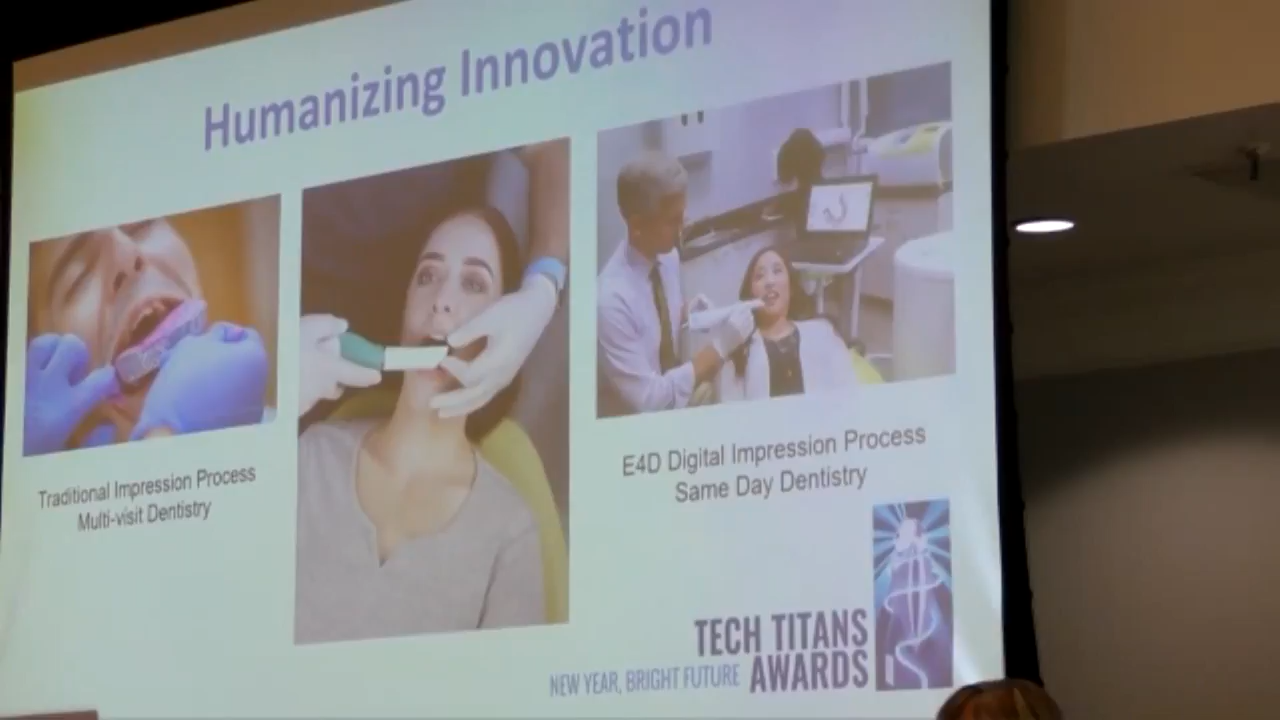 Humanizing Innovation
Traditional Impression Process
Multi-visit Dentistry
E4D Digital Impression Process
Same Day Dentistry
TECH TITANS
NEW YEAR, BRIGHT FUTURE AWARDS